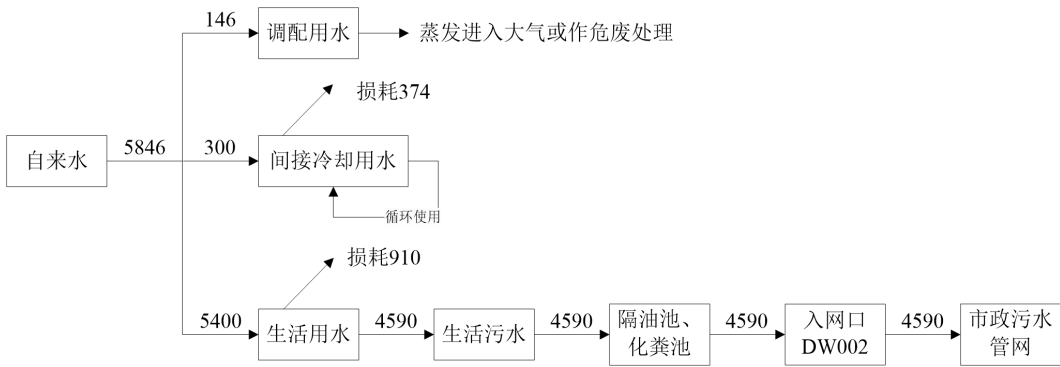 146
调配用水
蒸发进入大气或作危废处理
损耗374
自来水
5846
300
间接冷却用水
循环使用
损耗910
5400
生活用水
4590
生活污水
4590
隔油池、
化粪池
4590
入网口
DW002
4590
市政污水
管网